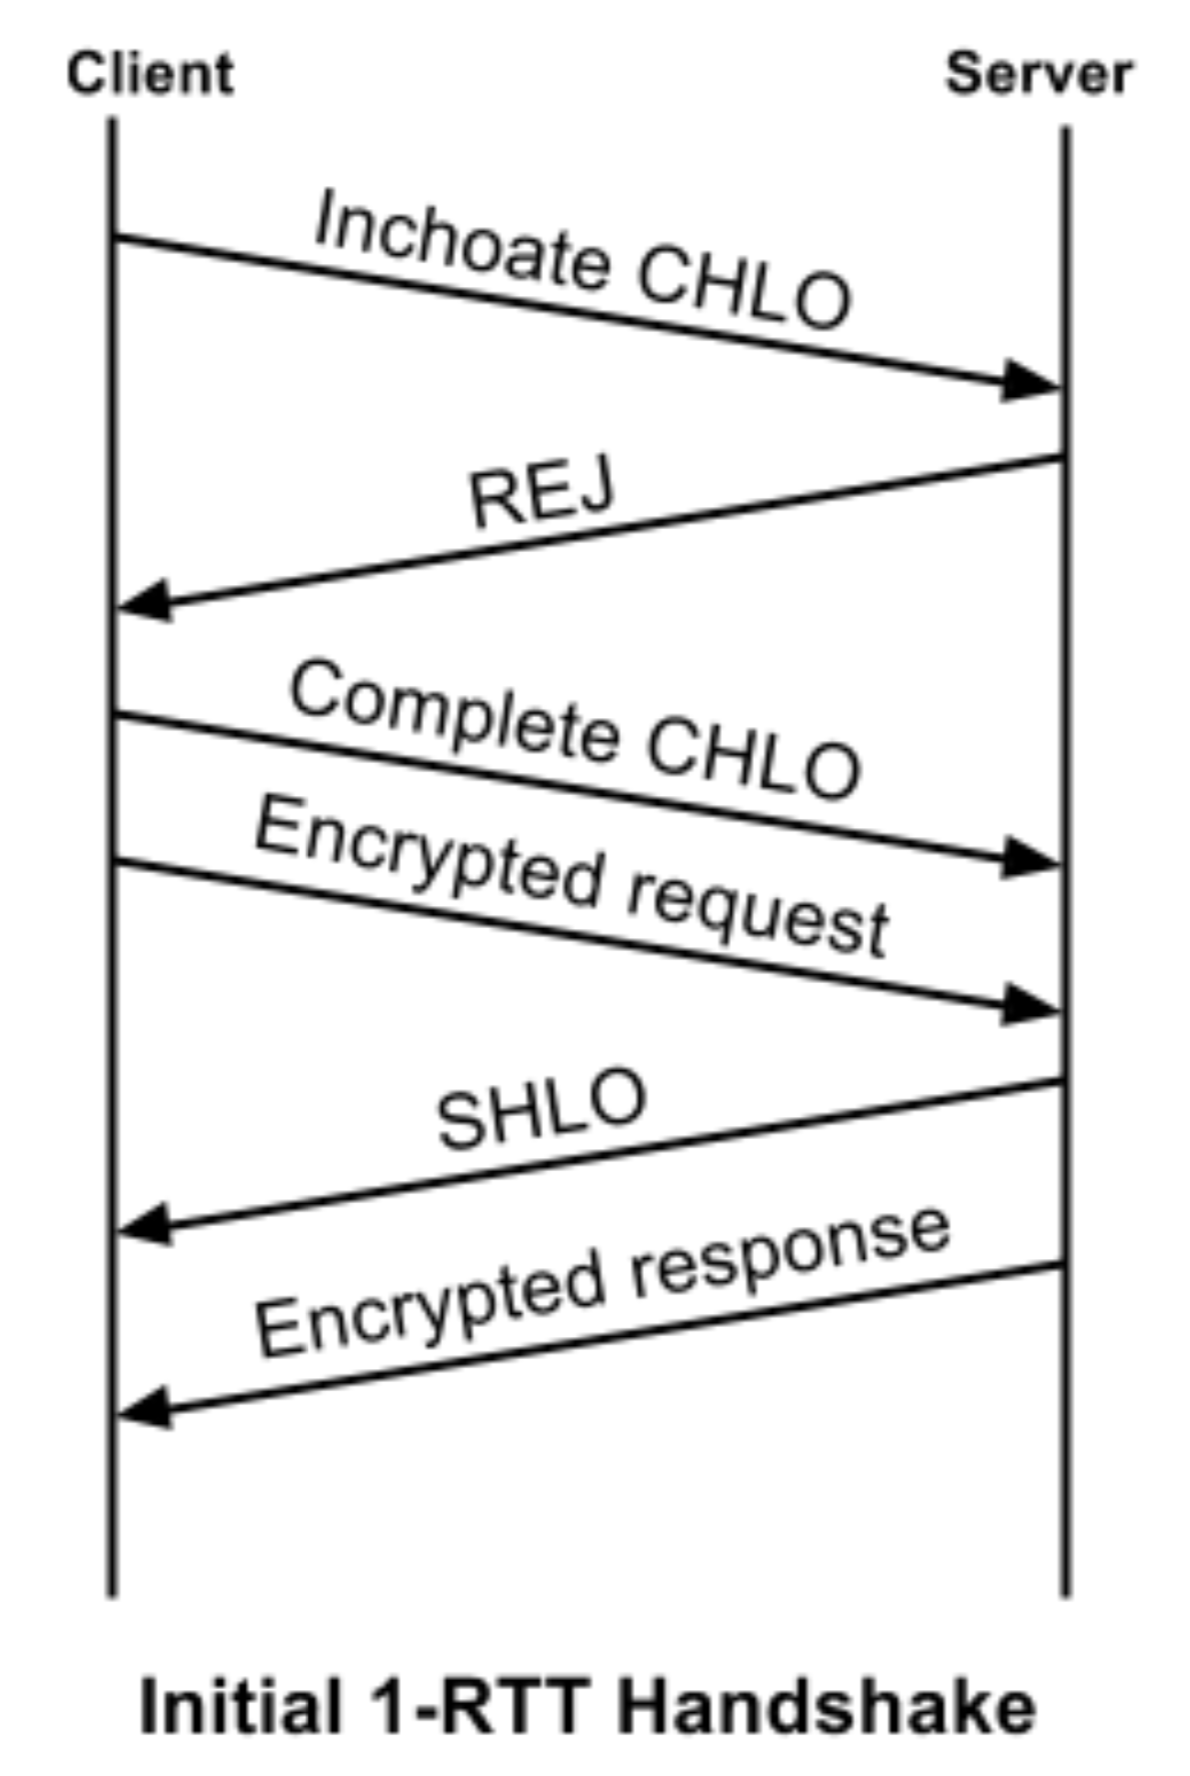 Client
Server
Inchoate CHLO
REJ
Complete CHLO
Encrypted request
SHLO
Encrypted response
Initial 1-RTT Handshake